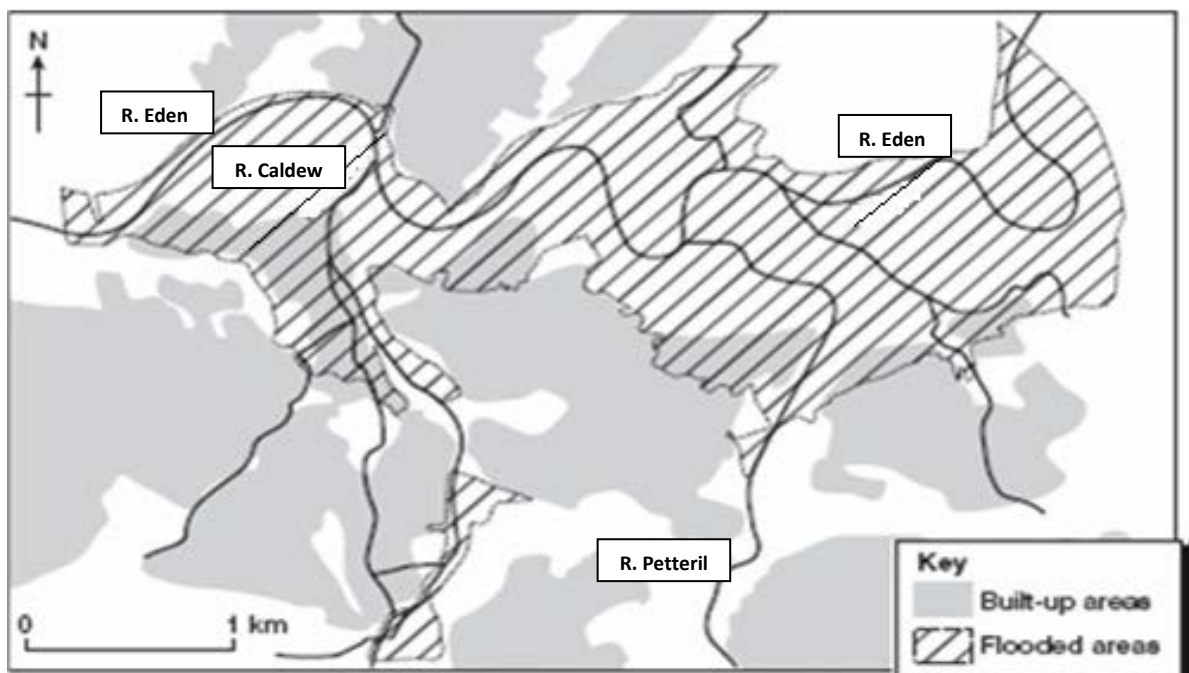 N
R. Eden
R. Caldew
R. Eden
R. Petteril
0 1 km
Key
Built-up areas
Flooded areas